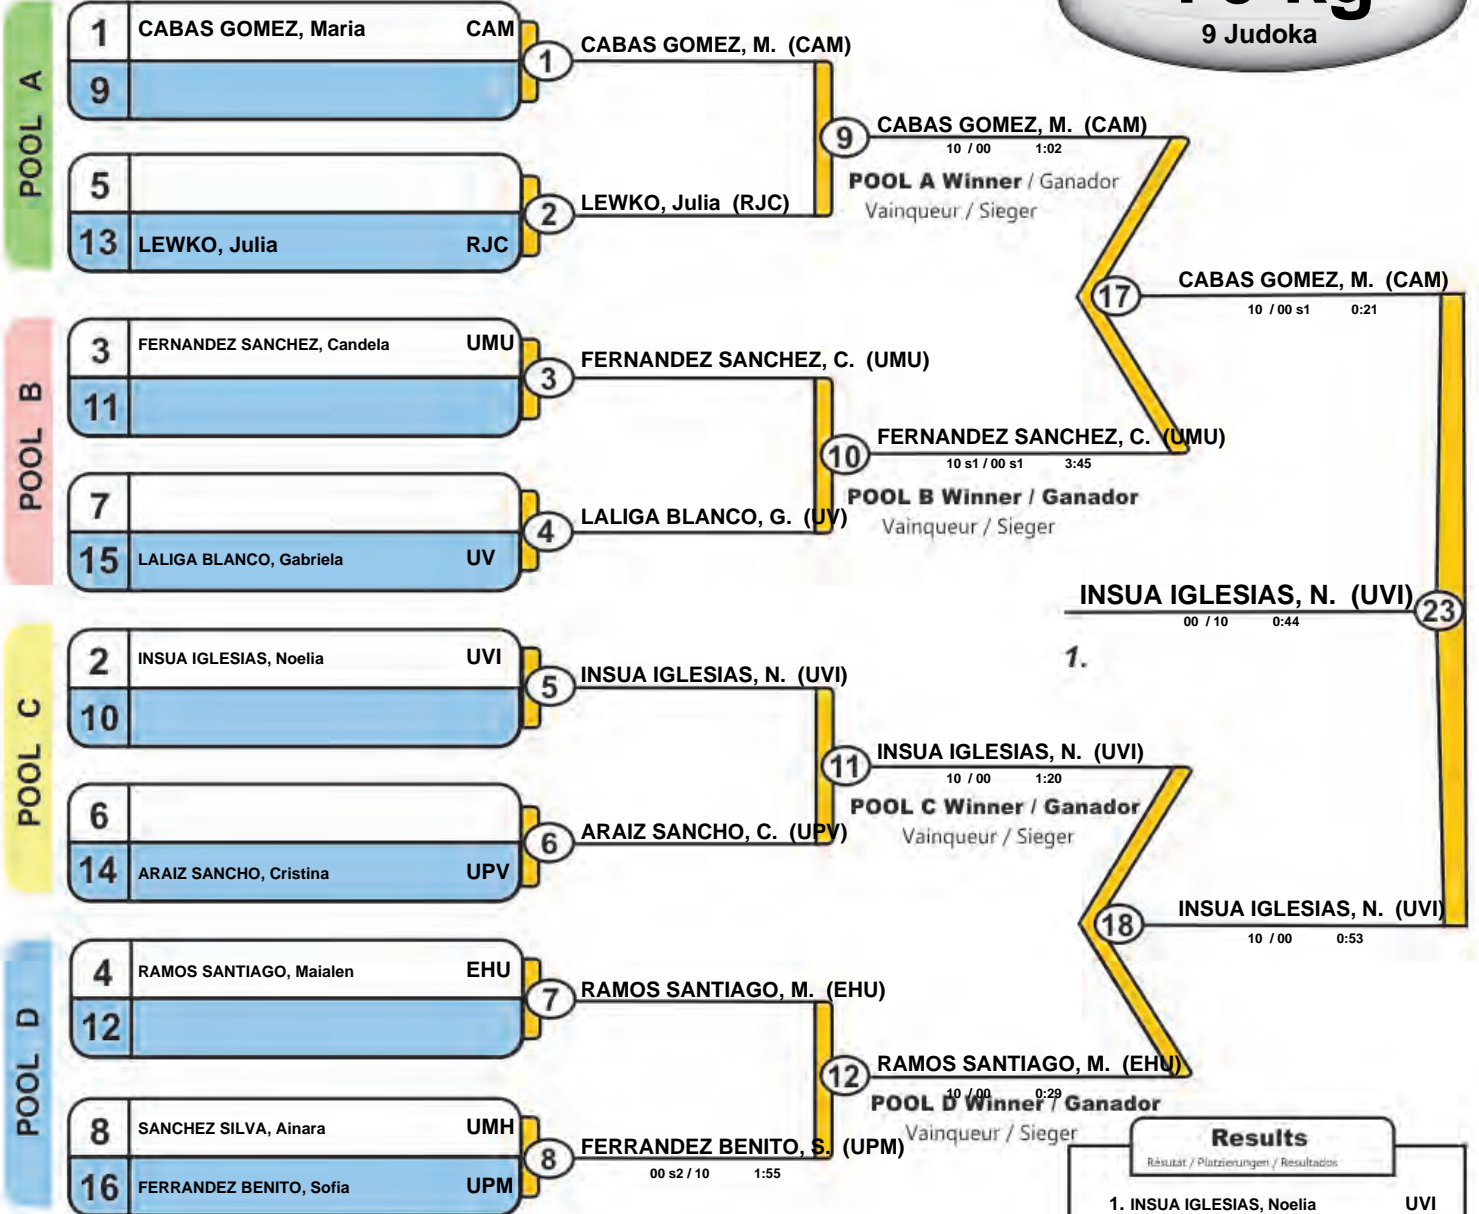 9 Judoka
POOL A
1 CABAS GOMEZ, Maria CAM
9
5
13 LEWKO, Julia RJC
1 CABAS GOMEZ, M. (CAM)
2 LEWKO, Julia (RJC)
9 CABAS GOMEZ, M. (CAM)
10 / 00 1:02
POOL A Winner / Ganador
Vainqueur / Sieger
POOL B
3 FERNANDEZ SANCHEZ, Candela UMU
11
7
15 LALIGA BLANCO, Gabriela UV
3 FERNANDEZ SANCHEZ, C. (UMU)
4 LALIGA BLANCO, G. (UV)
10 FERNANDEZ SANCHEZ, C. (UMU)
10 s1 / 00 s1 3:45
POOL B Winner / Ganador
Vainqueur / Sieger
17 CABAS GOMEZ, M. (CAM)
10 / 00 s1 0:21
INSUA IGLESIAS, N. (UVI) 23
00 / 10 0:44
1.
POOL C
2 INSUA IGLESIAS, Noelia UVI
10
6
14 ARAIZ SANCHO, Cristina UPV
5 INSUA IGLESIAS, N. (UVI)
6 ARAIZ SANCHO, C. (UPV)
11 INSUA IGLESIAS, N. (UVI)
10 / 00 1:20
POOL C Winner / Ganador
Vainqueur / Sieger
POOL D
4 RAMOS SANTIAGO, Maialen EHU
12
8 SANCHEZ SILVA, Ainara UMH
16 FERRANDEZ BENITO, Sofia UPM
7 RAMOS SANTIAGO, M. (EHU)
8 FERRANDEZ BENITO, S. (UPM)
00 s2 / 10 1:55
12 RAMOS SANTIAGO, M. (EHU)
10 / 00 0:29
POOL D Winner / Ganador
Vainqueur / Sieger
18 INSUA IGLESIAS, N. (UVI)
10 / 00 0:53
Results
Résultat / Platzierungen / Resultados
1. INSUA IGLESIAS, Noelia UVI